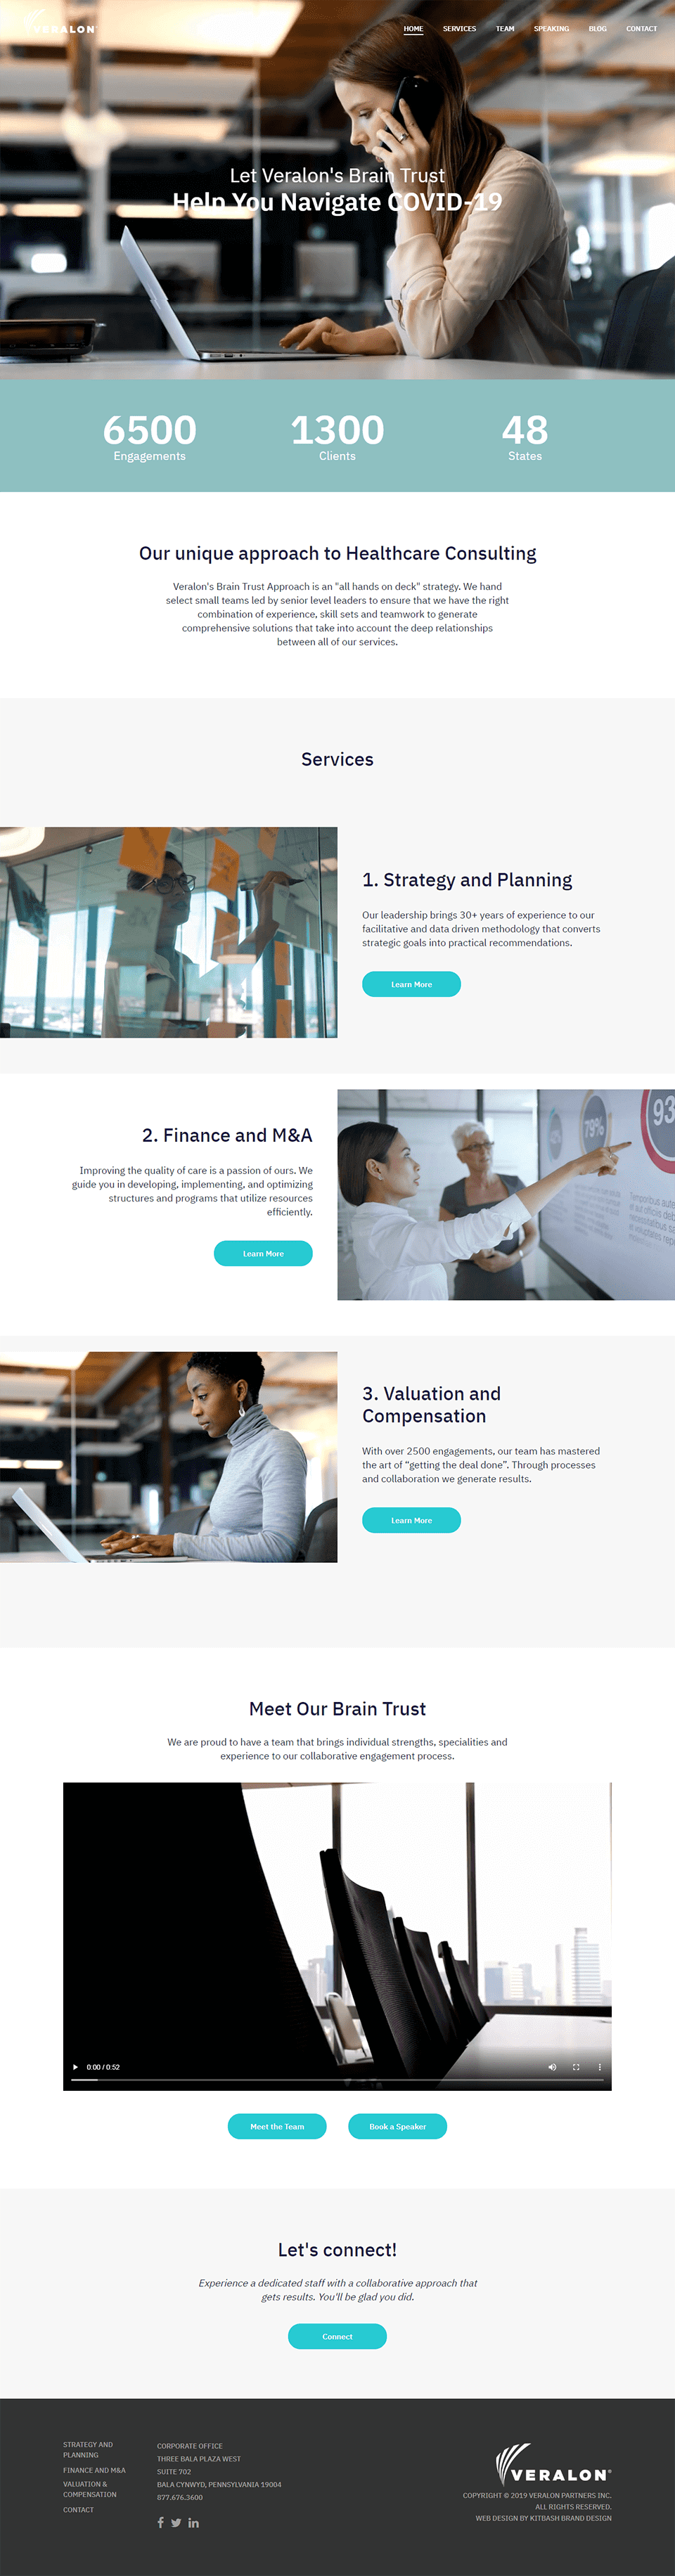 VERALON
HOME SERVICES TEAM SPEAKING BLOG CONTACT
Let Veralon's Brain Trust
Help You Navigate COVID-19
6500 1300 48
Engagements Clients States
Our unique approach to Healthcare Consulting
Veralon's Brain Trust Approach is an "all hands on deck" strategy. We hand
select small teams led by senior level leaders to ensure that we have the right
combination of experience, skill sets and teamwork to generate
comprehensive solutions that take into account the deep relationships
between all of our services.
Services
1. Strategy and Planning
Our leadership brings 30+ years of experience to our
facilitative and data driven methodology that converts
strategic goals into practical recommendations.
Learn More
2. Finance and M&A
Improving the quality of care is a passion of ours. We
guide you in developing, implementing, and optimizing
structures and programs that utilize resources
efficiently.
Learn More
79%
93
Temporibus aute
3. Valuation and
Compensation
With over 2500 engagements, our team has mastered
the art of “getting the deal done”. Through processes
and collaboration we generate results.
Learn More
Meet Our Brain Trust
We are proud to have a team that brings individual strengths, specialities and
experience to our collaborative engagement process.
0:00 / 0:52
Meet the Team Book a Speaker
Let's connect!
Experience a dedicated staff with a collaborative approach that
gets results. You'll be glad you did.
Connect
STRATEGY AND
PLANNING
FINANCE AND M&A
VALUATION &
COMPENSATION
CONTACT
CORPORATE OFFICE
THREE BALA PLAZA WEST
SUITE 702
BALA CYNWYD, PENNSYLVANIA 19004
877.676.3600
VERALON®
COPYRIGHT © 2019 VERALON PARTNERS INC.
ALL RIGHTS RESERVED.
WEB DESIGN BY KITBASH BRAND DESIGN